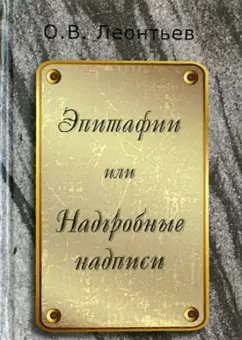 О.В. Леонтьев
Эпитафии
или
Надгробные
надписи